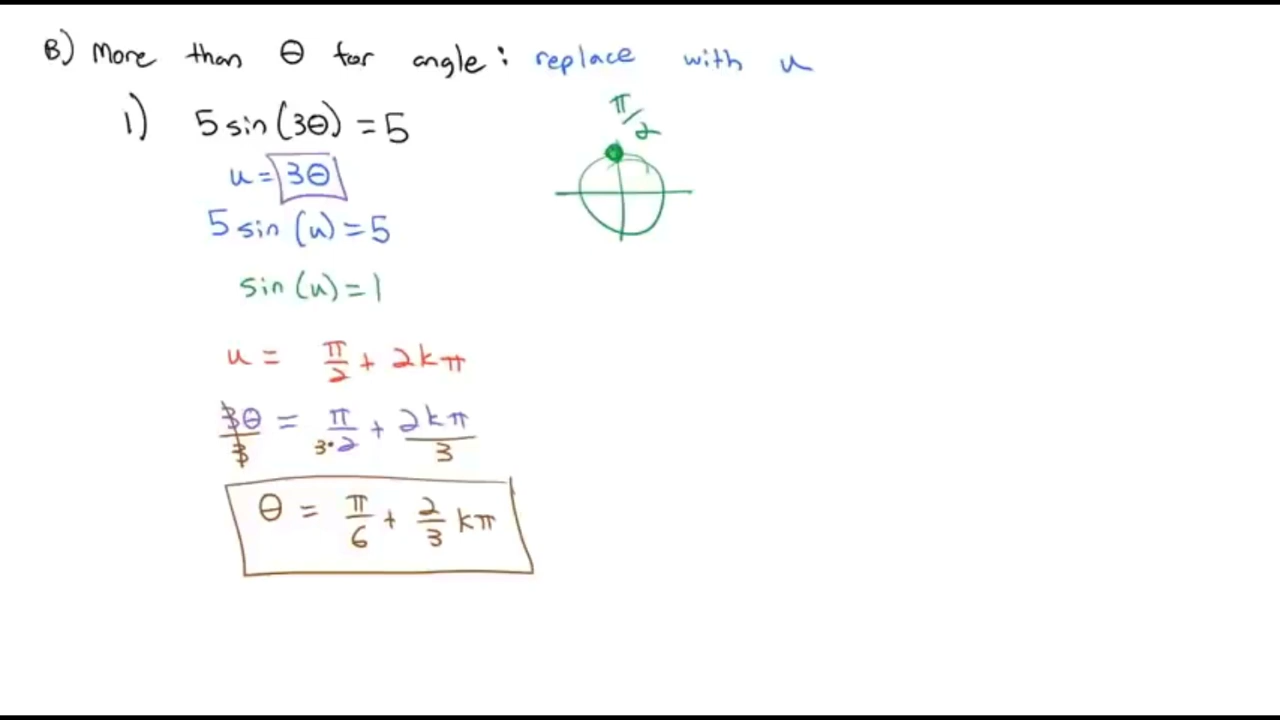 B) More than θ for angle: replace with u
π/2
1) 5 sin(3θ) = 5
u = 3θ
5 sin (u) = 5
sin (u) = 1
u = π/2 + 2kπ
3θ/3 = π/3·2 + 2kπ/3
θ = π/6 + 2/3 kπ